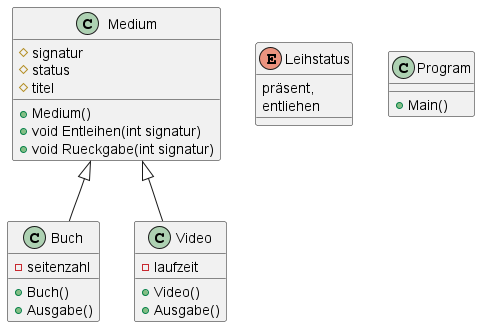 C Medium
signatur
status
titel
Medium()
void Entleihen(int signatur)
void Rueckgabe(int signatur)
E Leihstatus
präsent,
entliehen
C Program
Main()
C Buch
seitenzahl
Buch()
Ausgabe()
C Video
laufzeit
Video()
Ausgabe()